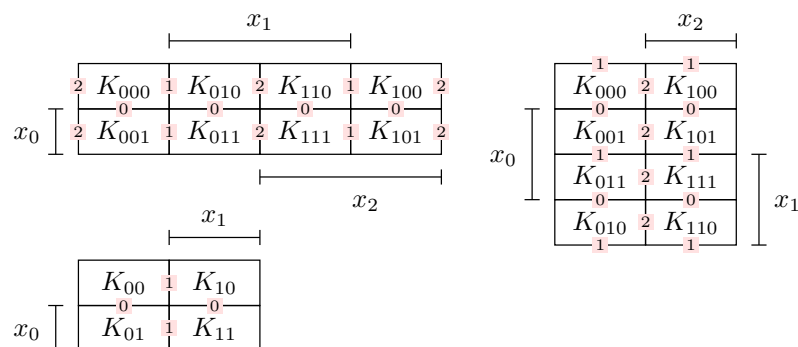 x₁
2 K₀₀₀ 1 K₀₁₀ 2 K₁₁₀ 1 K₁₀₀ 2
0 0 0 0
x₀ 2 K₀₀₁ 1 K₀₁₁ 2 K₁₁₁ 1 K₁₀₁ 2
x₂
x₂
1 1
K₀₀₀ 2 K₁₀₀
0 0
K₀₀₁ 2 K₁₀₁
x₀ 1 1
K₀₁₁ 2 K₁₁₁
0 0 x₁
K₀₁₀ 2 K₁₁₀
1 1
x₁
K₀₀ 1 K₁₀
0 0
x₀ K₀₁ 1 K₁₁